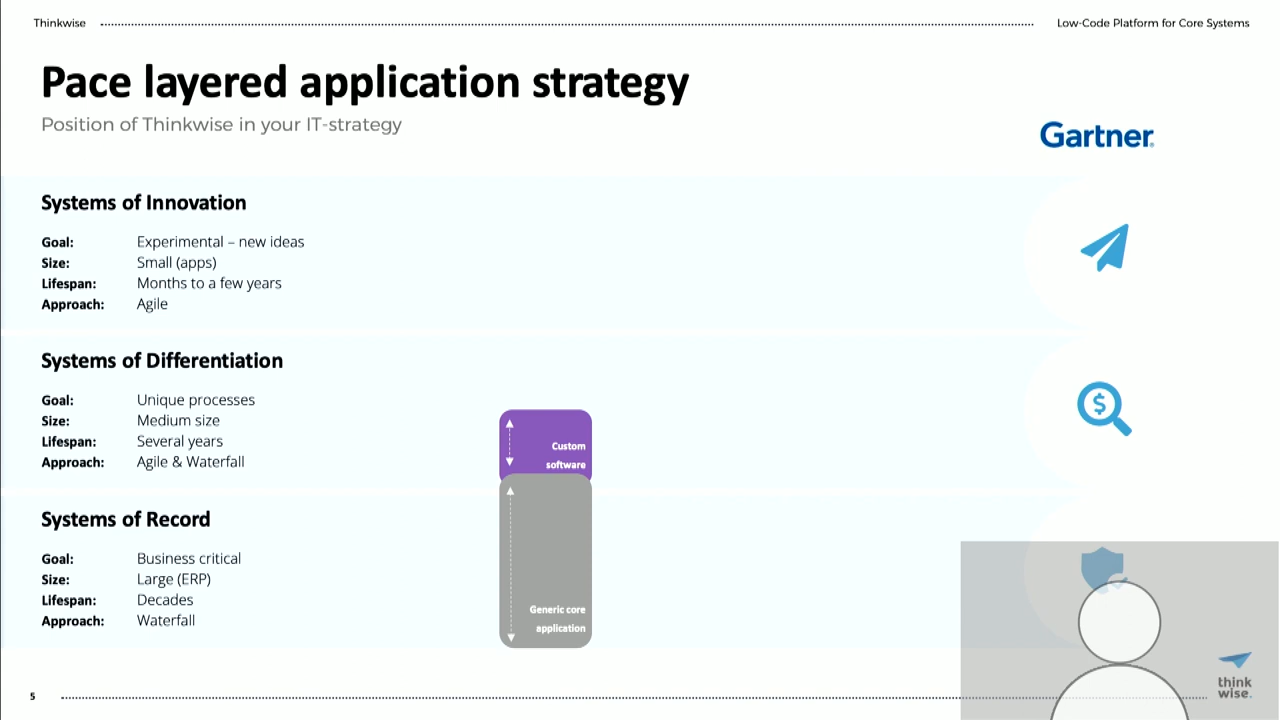 Thinkwise
Low-Code Platform for Core Systems
Pace layered application strategy
Position of Thinkwise in your IT-strategy
Gartner.
Systems of Innovation
Goal: Experimental – new ideas
Size: Small (apps)
Lifespan: Months to a few years
Approach: Agile
Systems of Differentiation
Goal: Unique processes
Size: Medium size
Lifespan: Several years
Approach: Agile & Waterfall
$
Custom
software
Systems of Record
Goal: Business critical
Size: Large (ERP)
Lifespan: Decades
Approach: Waterfall
Generic core
application
5
think
wise.